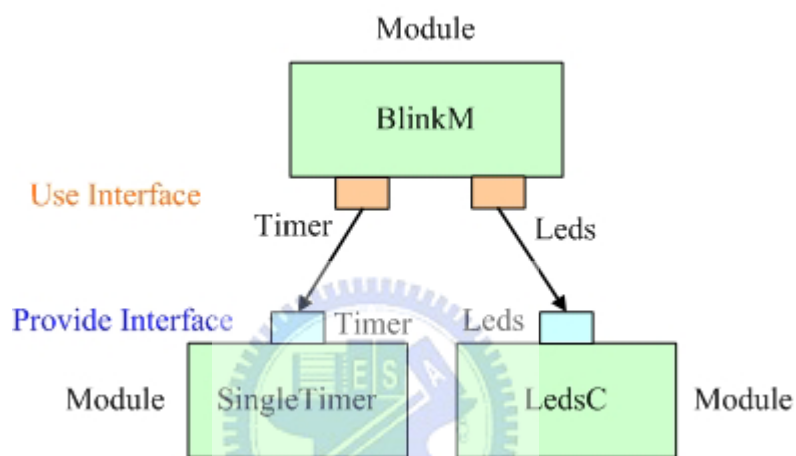 Module
BlinkM
Use Interface
Timer
Leds
Provide Interface
Timer
Leds
Module
SingleTimer
LedsC
Module
E S A